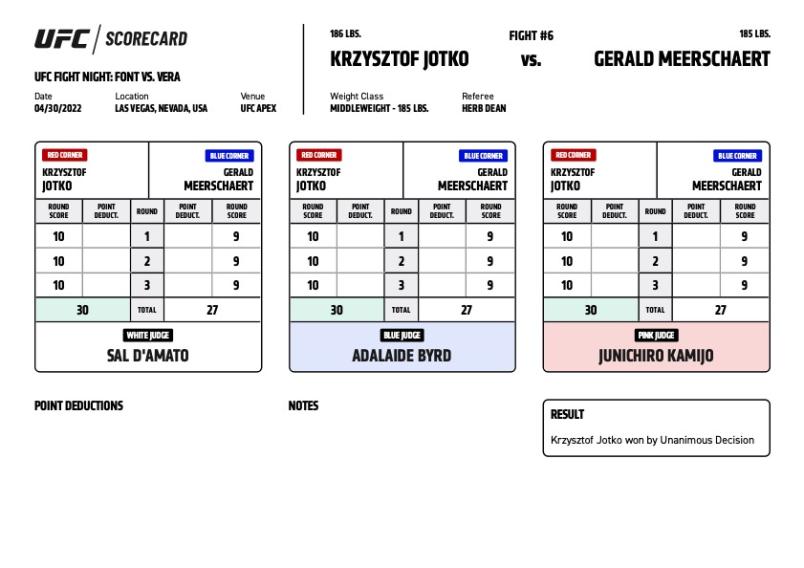 UFC / SCORECARD
UFC FIGHT NIGHT: FONT VS. VERA
Date Location Venue
04/30/2022 LAS VEGAS, NEVADA, USA UFC APEX
186 LBS. FIGHT #6 185 LBS.
KRZYSZTOF JOTKO vs. GERALD MEERSCHAERT
Weight Class Referee
MIDDLEWEIGHT - 185 LBS. HERB DEAN
RED CORNER BLUE CORNER
KRZYSZTOF GERALD
JOTKO MEERSCHAERT
ROUND POINT ROUND POINT ROUND
SCORE DEDUCT. DEDUCT. SCORE
10 1 9
10 2 9
10 3 9
30 TOTAL 27
WHITE JUDGE
SAL D'AMATO
RED CORNER BLUE CORNER
KRZYSZTOF GERALD
JOTKO MEERSCHAERT
ROUND POINT ROUND POINT ROUND
SCORE DEDUCT. DEDUCT. SCORE
10 1 9
10 2 9
10 3 9
30 TOTAL 27
BLUE JUDGE
ADALAIDE BYRD
RED CORNER BLUE CORNER
KRZYSZTOF GERALD
JOTKO MEERSCHAERT
ROUND POINT ROUND POINT ROUND
SCORE DEDUCT. DEDUCT. SCORE
10 1 9
10 2 9
10 3 9
30 TOTAL 27
PINK JUDGE
JUNICHIRO KAMIJO
POINT DEDUCTIONS
NOTES
RESULT
Krzysztof Jotko won by Unanimous Decision